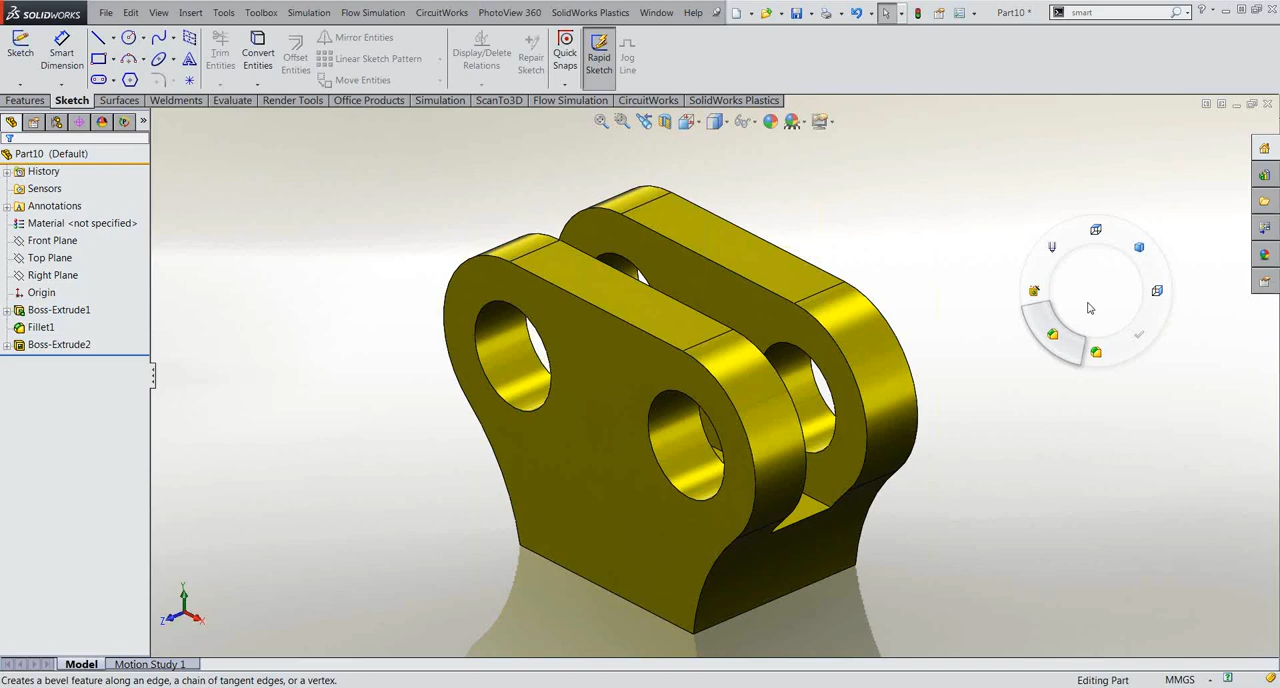 SOLIDWORKS File Edit View Insert Tools Toolbox Simulation Flow Simulation CircuitWorks PhotoView 360 SolidWorks Plastics Window Help Part10 * smart
Sketch Smart Dimension Trim Entities Convert Entities Offset Entities Mirror Entities Linear Sketch Pattern Move Entities Display/Delete Relations Repair Sketch Quick Snaps Rapid Sketch Jog Line
Features Sketch Surfaces Weldments Evaluate Render Tools Office Products Simulation ScanTo3D Flow Simulation CircuitWorks SolidWorks Plastics
Part10 (Default)
History
Sensors
Annotations
Material <not specified>
Front Plane
Top Plane
Right Plane
Origin
Boss-Extrude1
Fillet1
Boss-Extrude2
Y
Z X
Model Motion Study 1
Creates a bevel feature along an edge, a chain of tangent edges, or a vertex. Editing Part MMGS